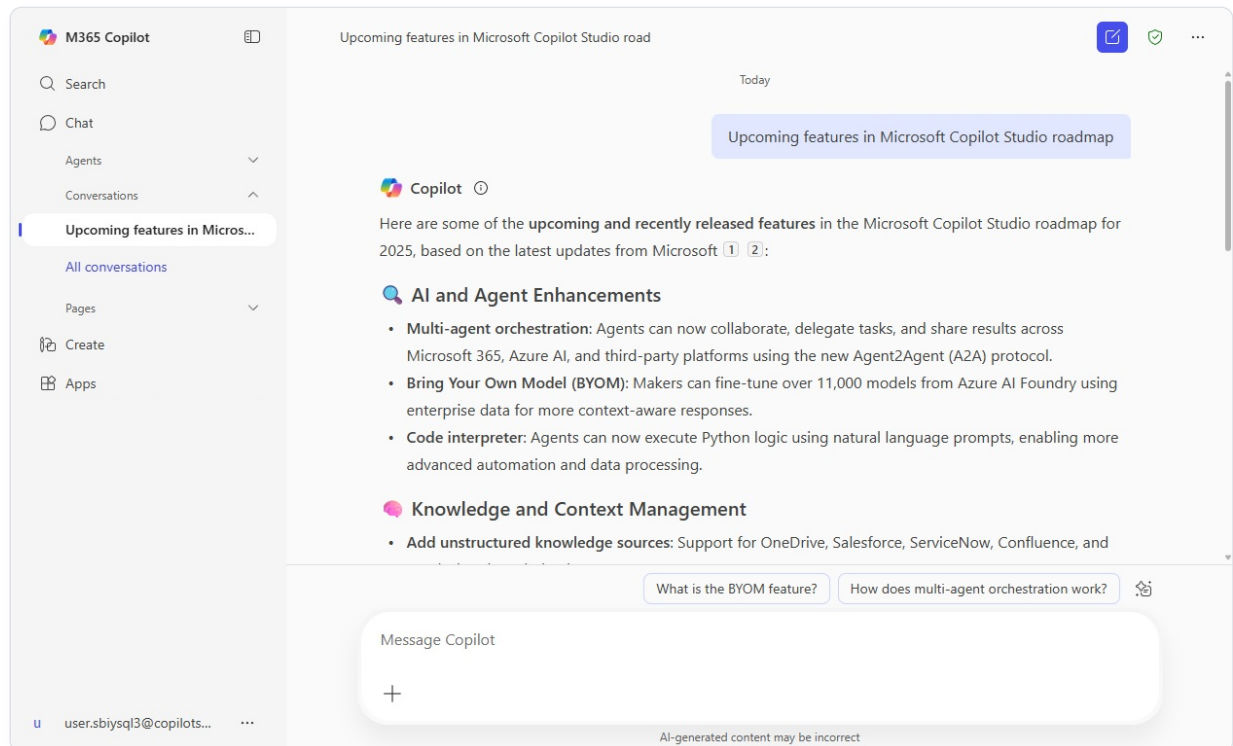 M365 Copilot
Search
Chat
Agents
Conversations
Upcoming features in Micros...
All conversations
Pages
Create
Apps
u user.sbiysql3@copilots...
Upcoming features in Microsoft Copilot Studio road
Today
Upcoming features in Microsoft Copilot Studio roadmap
Copilot
Here are some of the upcoming and recently released features in the Microsoft Copilot Studio roadmap for
2025, based on the latest updates from Microsoft 1 2 :
AI and Agent Enhancements
• Multi-agent orchestration: Agents can now collaborate, delegate tasks, and share results across
Microsoft 365, Azure AI, and third-party platforms using the new Agent2Agent (A2A) protocol.
• Bring Your Own Model (BYOM): Makers can fine-tune over 11,000 models from Azure AI Foundry using
enterprise data for more context-aware responses.
• Code interpreter: Agents can now execute Python logic using natural language prompts, enabling more
advanced automation and data processing.
Knowledge and Context Management
• Add unstructured knowledge sources: Support for OneDrive, Salesforce, ServiceNow, Confluence, and
What is the BYOM feature?
How does multi-agent orchestration work?
Message Copilot
AI-generated content may be incorrect